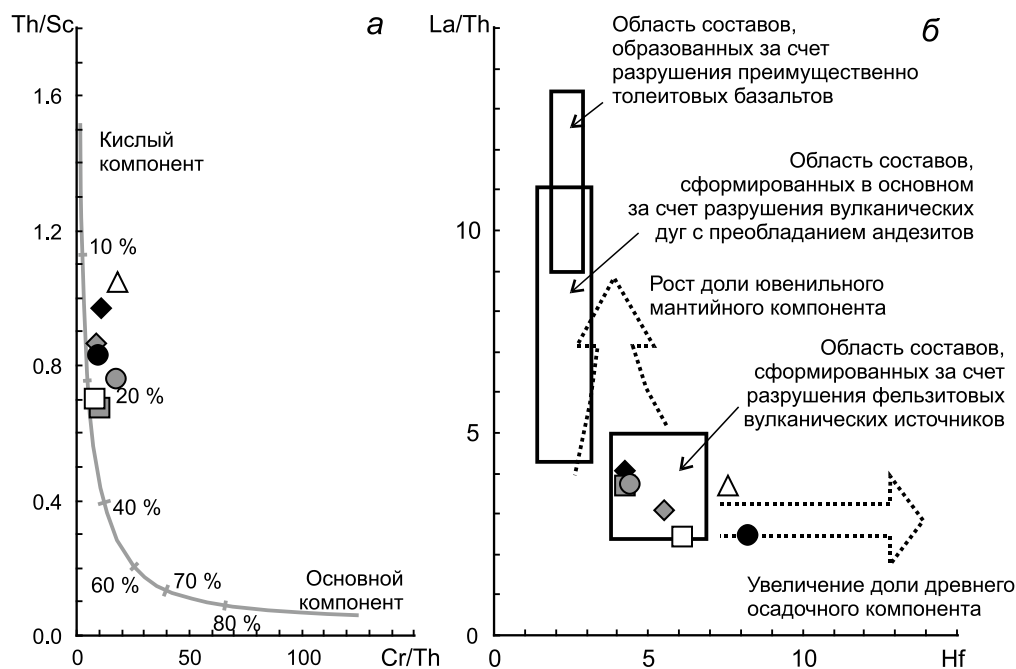 Th/Sc
а
1.6
Кислый
компонент
1.2
10 %
0.8
20 %
0.4
40 %
60 %
70 %
80 %
Основной
компонент
0.0
0
50
100
Cr/Th
La/Th
б
Область составов,
образованных за счет
разрушения преимущественно
толеитовых базальтов
Область составов,
сформированных в основном
за счет разрушения вулканических
дуг с преобладанием андезитов
10
Рост доли ювенильного
мантийного компонента
Область составов,
сформированных за счет
разрушения фельзитовых
вулканических источников
5
Увеличение доли древнего
осадочного компонента
0
0
5
10
Hf